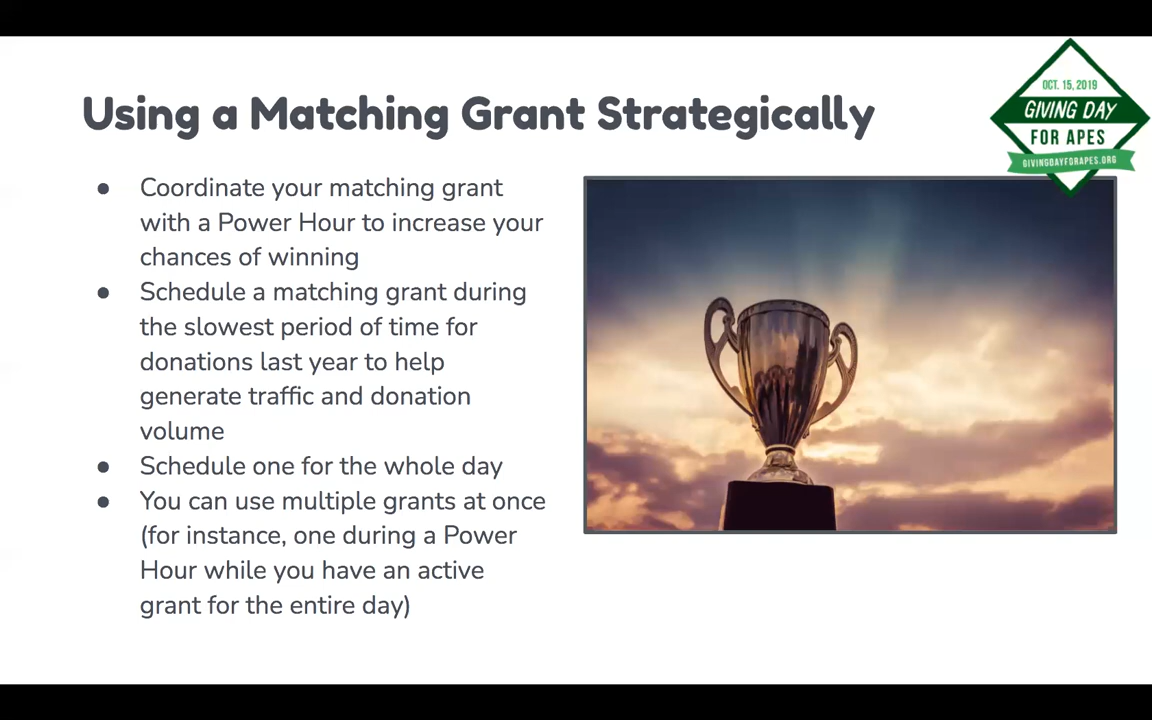 Using a Matching Grant Strategically
OCT. 15, 2019
GIVING DAY
FOR APES
GIVINGDAYFORAPES.ORG
● Coordinate your matching grant
with a Power Hour to increase your
chances of winning
● Schedule a matching grant during
the slowest period of time for
donations last year to help
generate traffic and donation
volume
● Schedule one for the whole day
● You can use multiple grants at once
(for instance, one during a Power
Hour while you have an active
grant for the entire day)